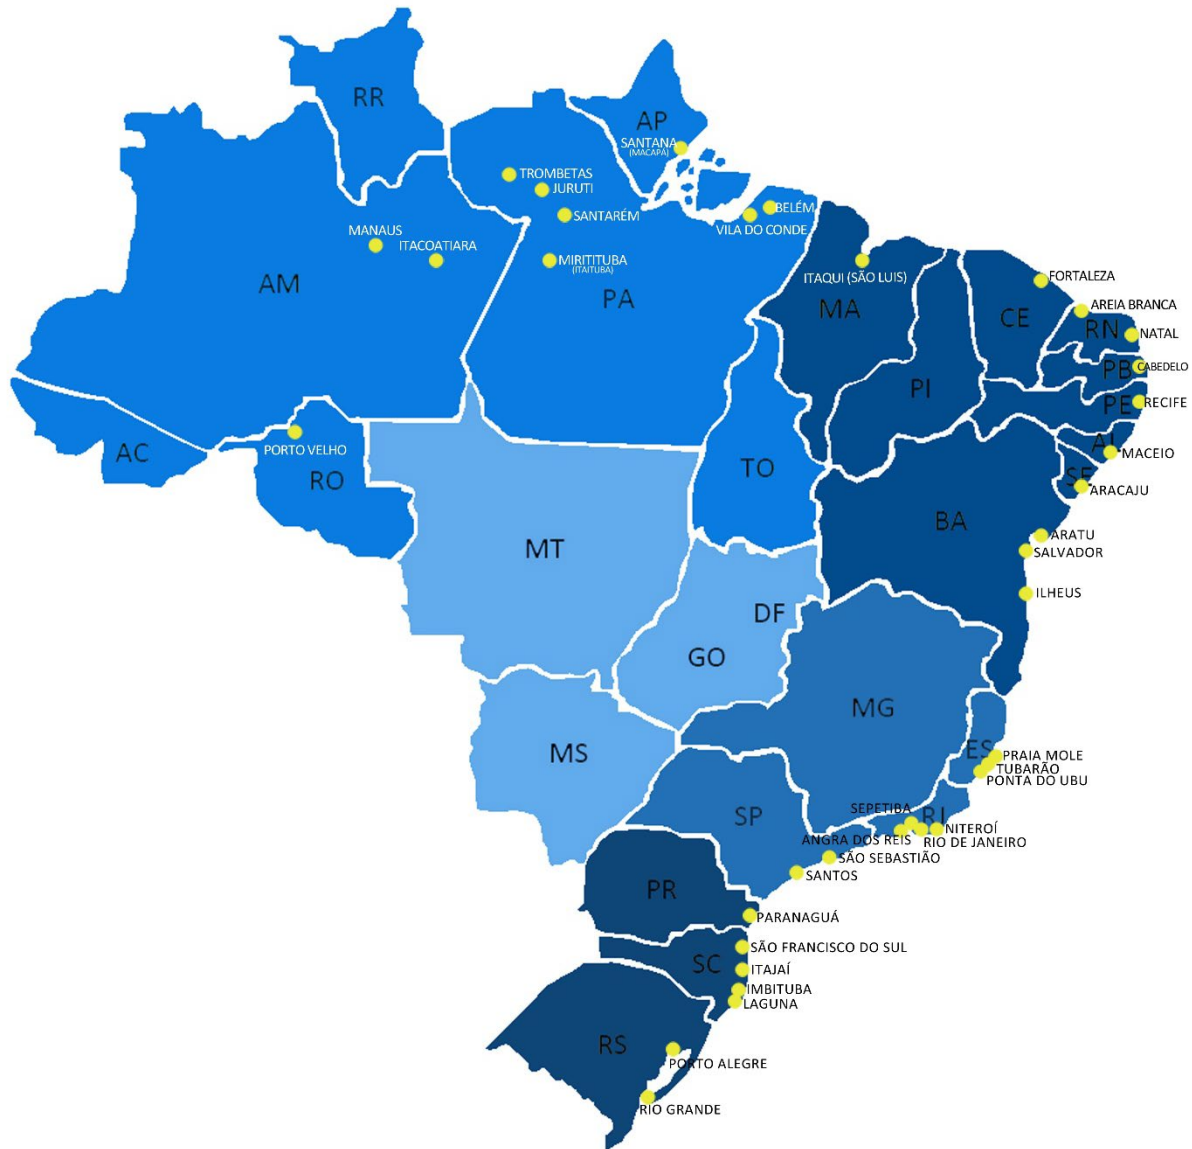 RR
AP
SANTANA
(MACAPÁ)
TROMBETAS
JURUTI
SANTARÉM
BELÉM
VILA DO CONDE
MANAUS
ITACOATIARA
MIRITITUBA
(ITAITUBA)
AM
PA
ITAQUI (SÃO LUIS)
MA
FORTALEZA
CE
AREIA BRANCA
RN
NATAL
PB
CABEDELO
PI
PE
RECIFE
AL
MACEIO
AC
PORTO VELHO
RO
TO
SE
ARACAJU
BA
ARATU
SALVADOR
MT
ILHEUS
DF
GO
MG
MS
ES
PRAIA MOLE
TUBARÃO
PONTA DO UBU
SP
SEPETIBA
RJ
NITEROÍ
ANGRA DOS REIS
RIO DE JANEIRO
SÃO SEBASTIÃO
SANTOS
PR
PARANAGUÁ
SÃO FRANCISCO DO SUL
SC
ITAJAÍ
IMBITUBA
LAGUNA
RS
PORTO ALEGRE
RIO GRANDE